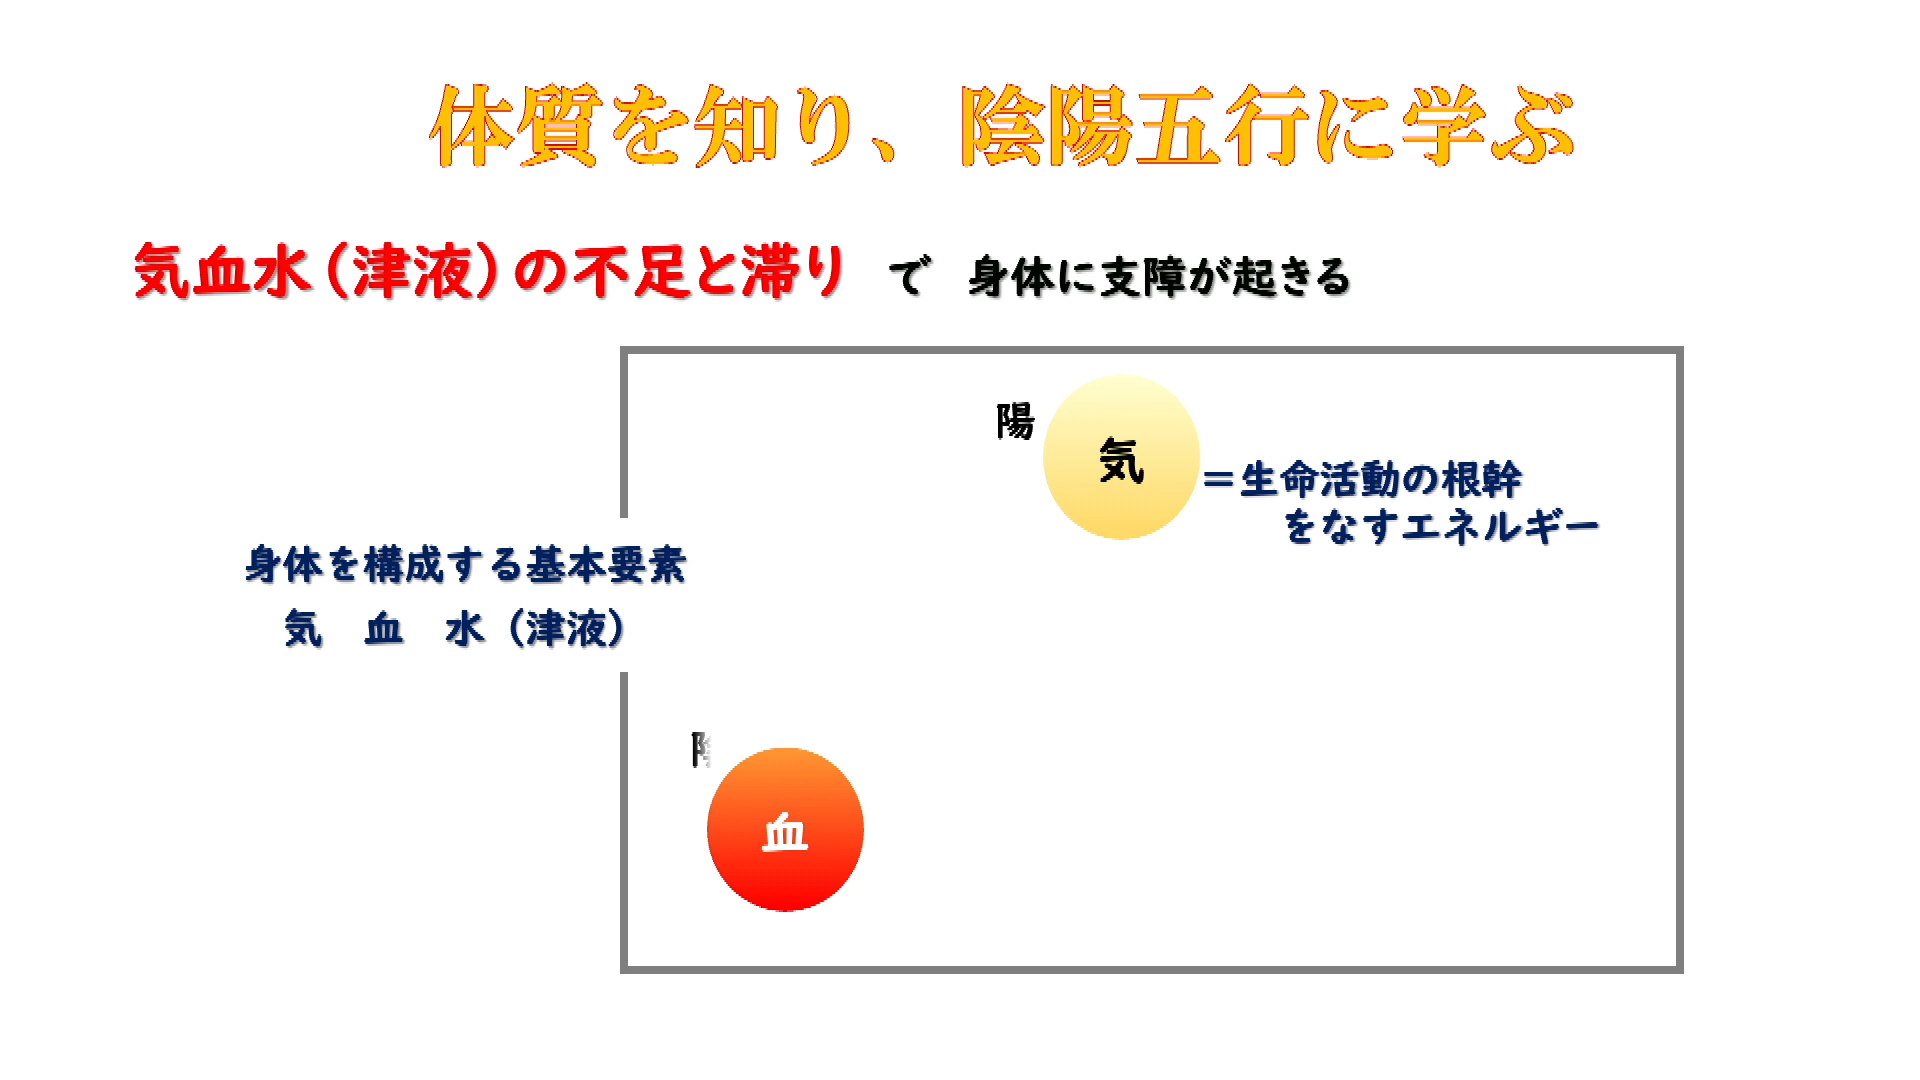 体質を知り、陰陽五行に学ぶ
気血水（津液）の不足と滞り　で　身体に支障が起きる
陽
気
＝生命活動の根幹
をなすエネルギー
身体を構成する基本要素
気　血　水（津液）
血